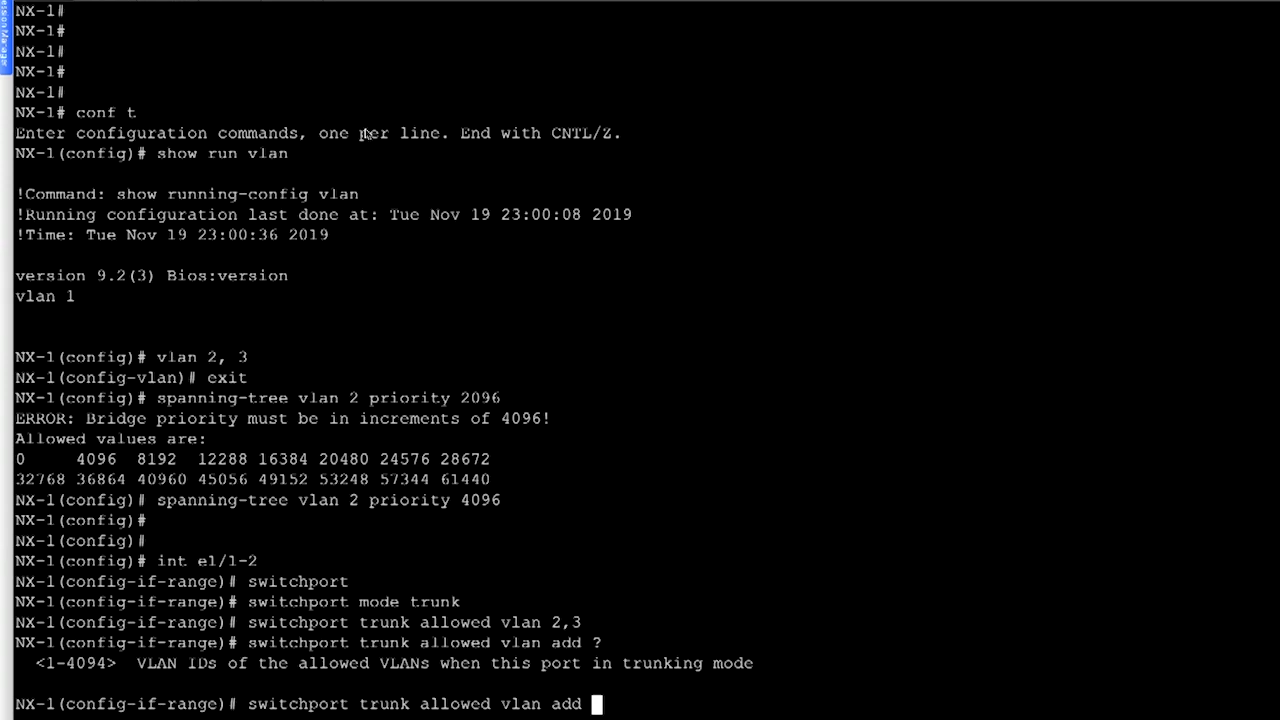 NX-1#
NX-1#
NX-1#
NX-1#
NX-1#
NX-1# conf t
Enter configuration commands, one per line. End with CNTL/Z.
NX-1(config)# show run vlan
!Command: show running-config vlan
!Running configuration last done at: Tue Nov 19 23:00:08 2019
!Time: Tue Nov 19 23:00:36 2019
version 9.2(3) Bios:version
vlan 1
NX-1(config)# vlan 2, 3
NX-1(config-vlan)# exit
NX-1(config)# spanning-tree vlan 2 priority 2096
ERROR: Bridge priority must be in increments of 4096!
Allowed values are:
0     4096  8192  12288 16384 20480 24576 28672
32768 36864 40960 45056 49152 53248 57344 61440
NX-1(config)# spanning-tree vlan 2 priority 4096
NX-1(config)#
NX-1(config)#
NX-1(config)# int e1/1-2
NX-1(config-if-range)# switchport
NX-1(config-if-range)# switchport mode trunk
NX-1(config-if-range)# switchport trunk allowed vlan 2,3
NX-1(config-if-range)# switchport trunk allowed vlan add ?
  <1-4094>  VLAN IDs of the allowed VLANs when this port in trunking mode
NX-1(config-if-range)# switchport trunk allowed vlan add